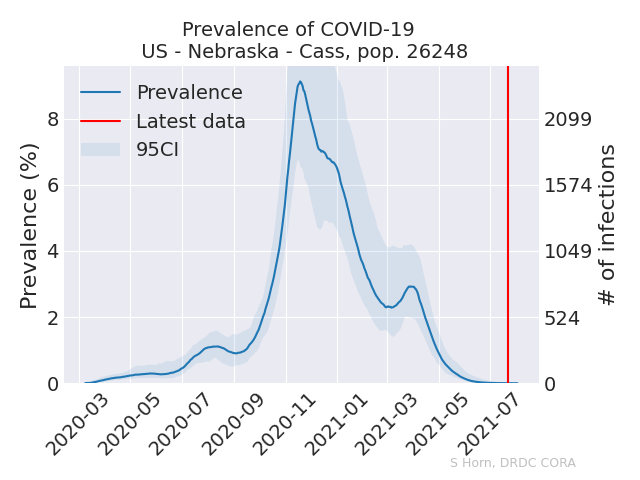 Prevalence of COVID-19
US - Nebraska - Cass, pop. 26248
Prevalence
Latest data
95CI
Prevalence (%)
8
6
4
2
0
2099
1574
1049
524
0
# of infections
2020-03
2020-05
2020-07
2020-09
2020-11
2021-01
2021-03
2021-05
2021-07
S Horn, DRDC CORA